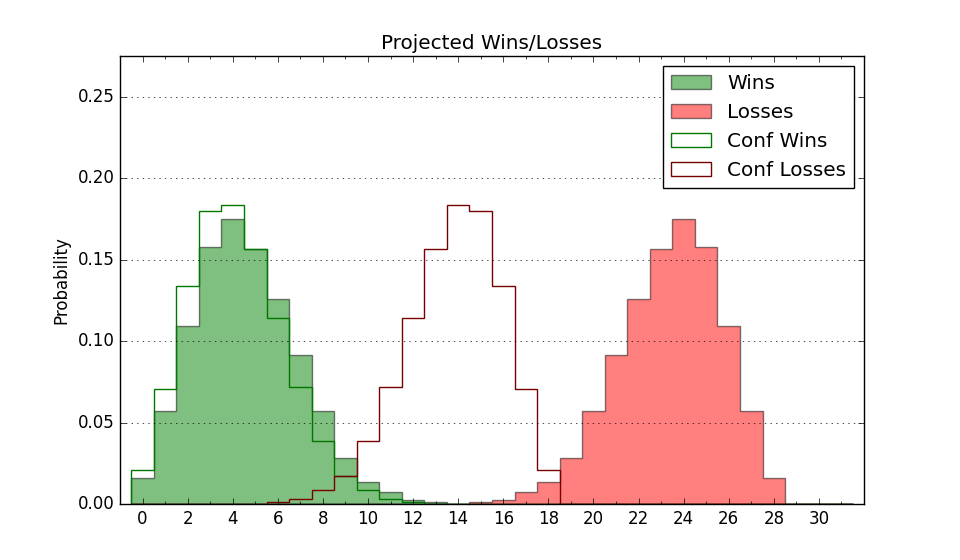 Projected Wins/Losses
Wins
Losses
Conf Wins
Conf Losses
Probability
0.25
0.20
0.15
0.10
0.05
0.00
0 2 4 6 8 10 12 14 16 18 20 22 24 26 28 30